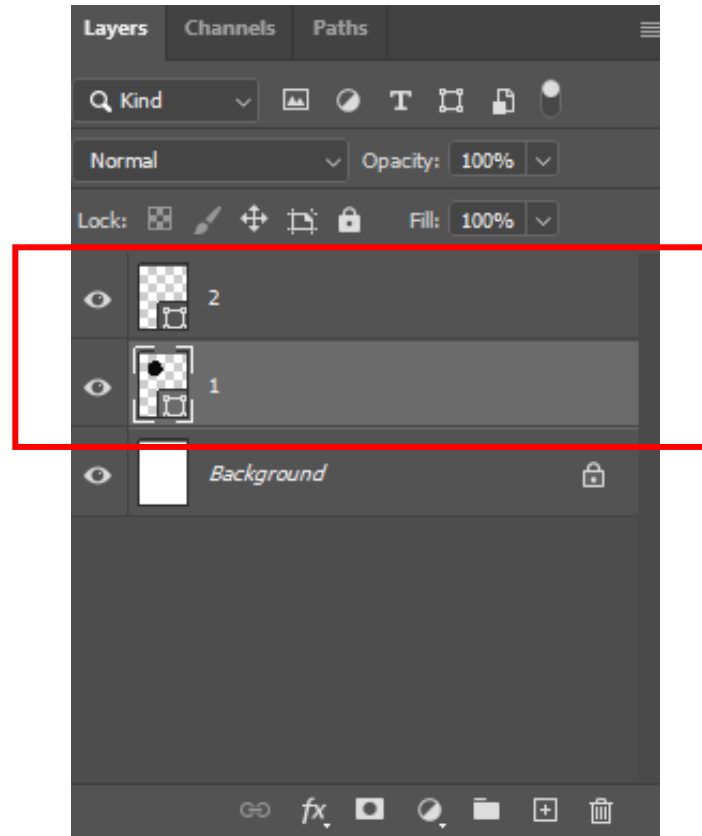 Layers Channels Paths
Kind
Normal Opacity: 100%
Lock: Fill: 100%
2
1
Background
fx